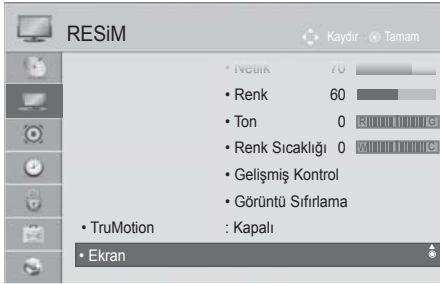 RESiM
Kaydır Tamam
• Netlik 70
• Renk 60
• Ton 0 R G
• Renk Sıcaklığı 0 W C
• Gelişmiş Kontrol
• Görüntü Sıfırlama
• TruMotion : Kapalı
• Ekran